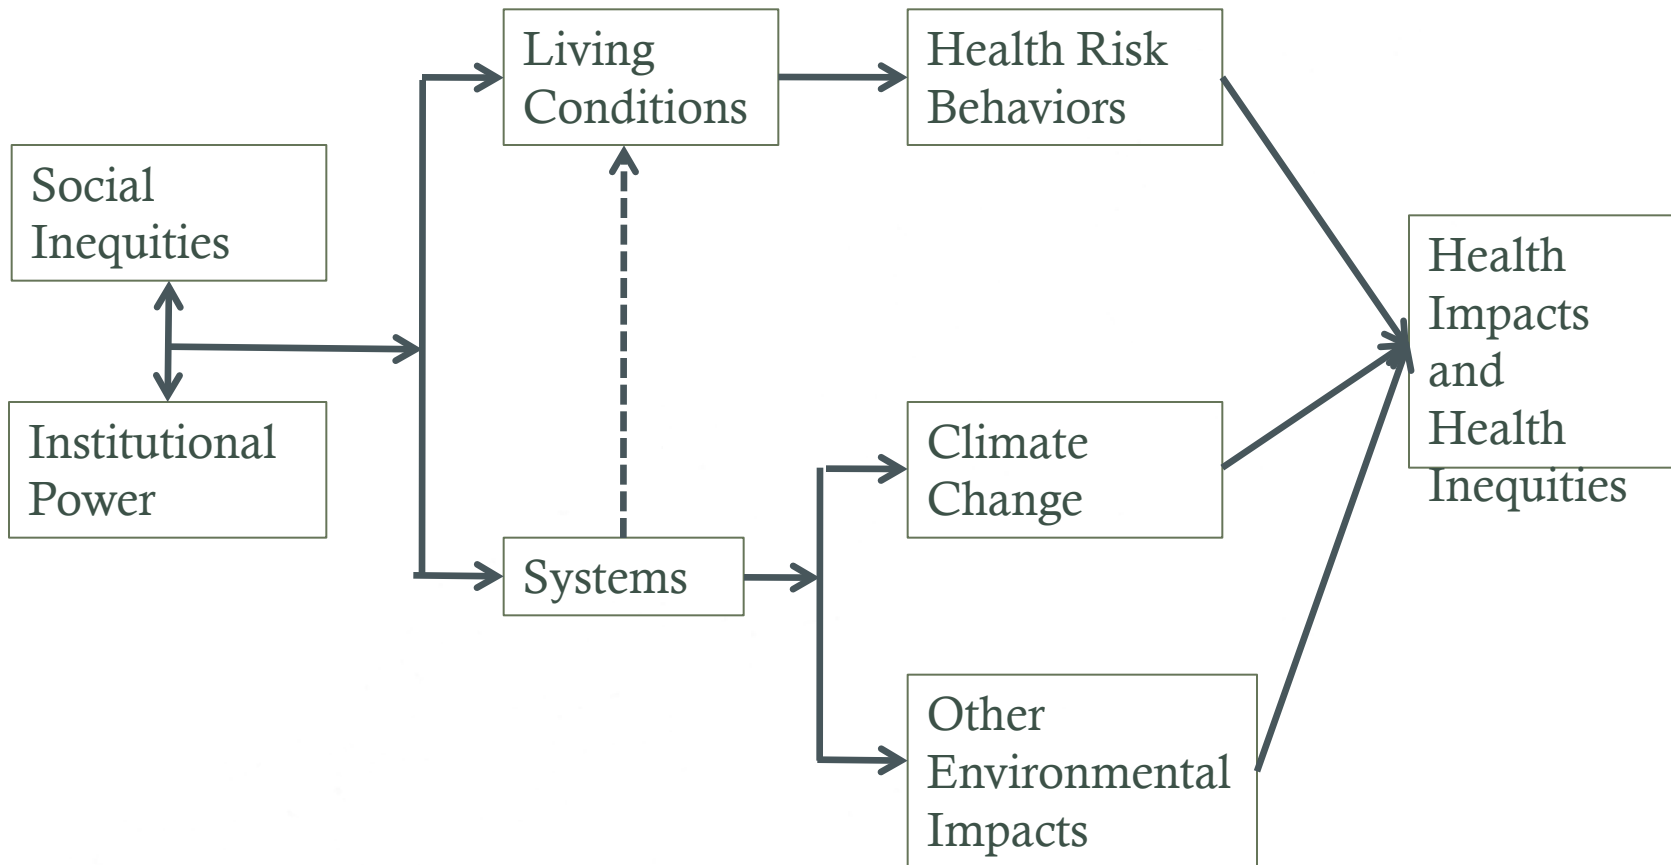 Living
Conditions
Health Risk
Behaviors
Social
Inequities
Health
Impacts
and
Health
Inequities
Institutional
Power
Climate
Change
Systems
Other
Environmental
Impacts